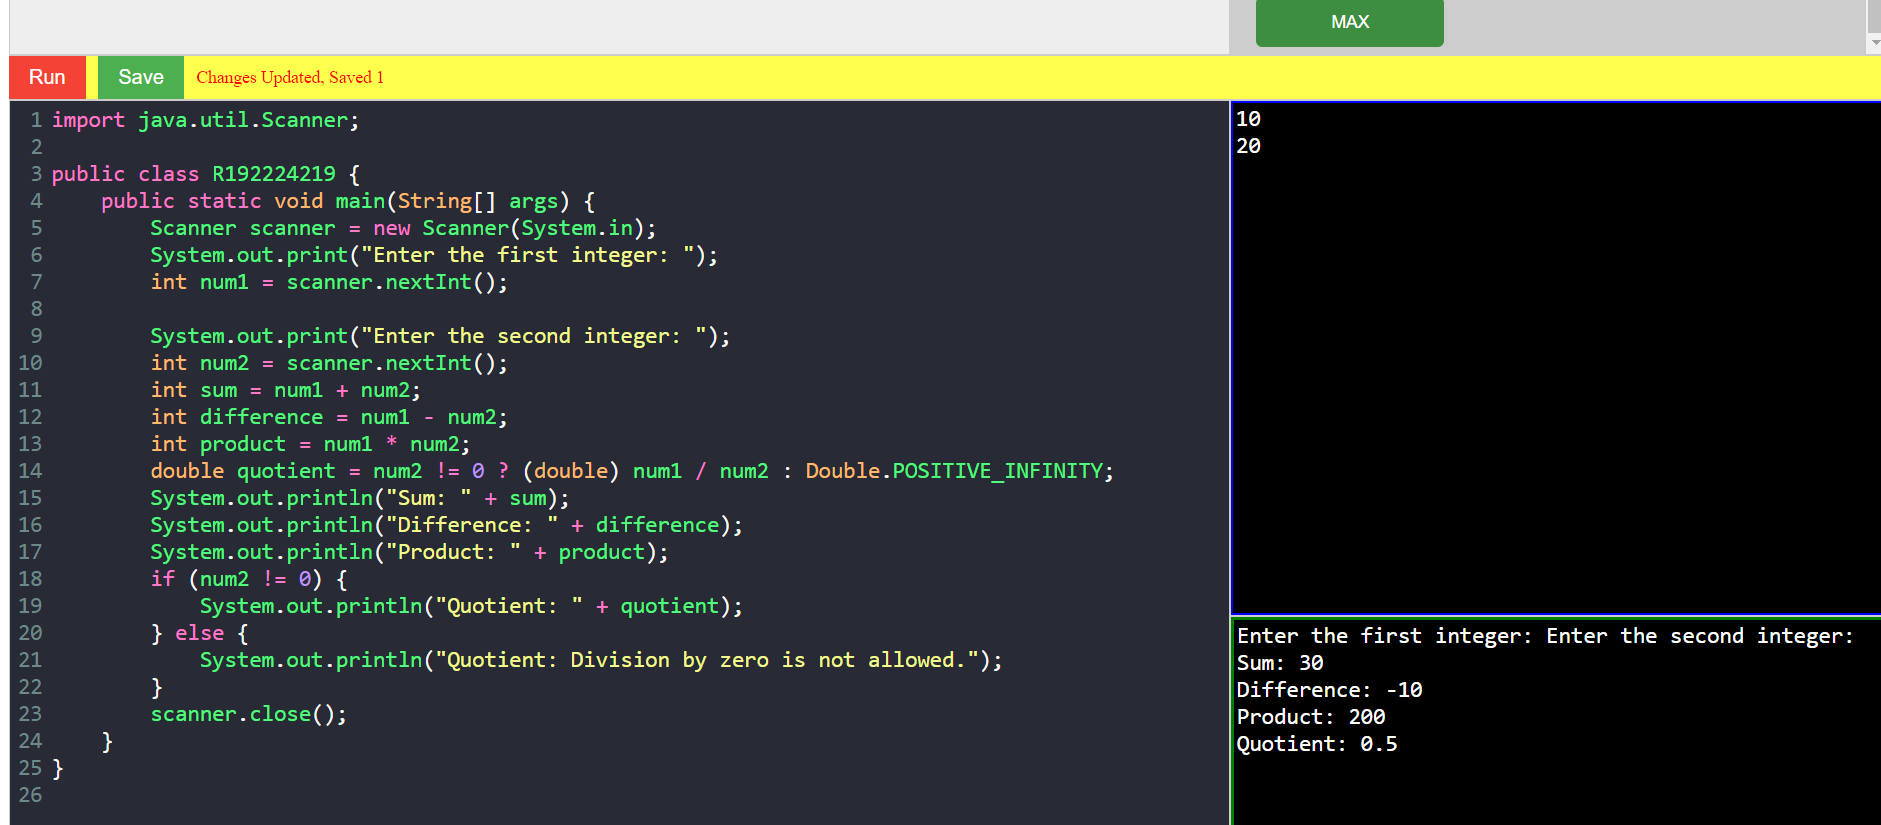 MAX
Run Save Changes Updated, Saved 1
1 import java.util.Scanner;
2
3 public class R192224219 {
4     public static void main(String[] args) {
5         Scanner scanner = new Scanner(System.in);
6         System.out.print("Enter the first integer: ");
7         int num1 = scanner.nextInt();
8
9         System.out.print("Enter the second integer: ");
10         int num2 = scanner.nextInt();
11         int sum = num1 + num2;
12         int difference = num1 - num2;
13         int product = num1 * num2;
14         double quotient = num2 != 0 ? (double) num1 / num2 : Double.POSITIVE_INFINITY;
15         System.out.println("Sum: " + sum);
16         System.out.println("Difference: " + difference);
17         System.out.println("Product: " + product);
18         if (num2 != 0) {
19             System.out.println("Quotient: " + quotient);
20         } else {
21             System.out.println("Quotient: Division by zero is not allowed.");
22         }
23         scanner.close();
24     }
25 }
26
10
20
Enter the first integer: Enter the second integer:
Sum: 30
Difference: -10
Product: 200
Quotient: 0.5